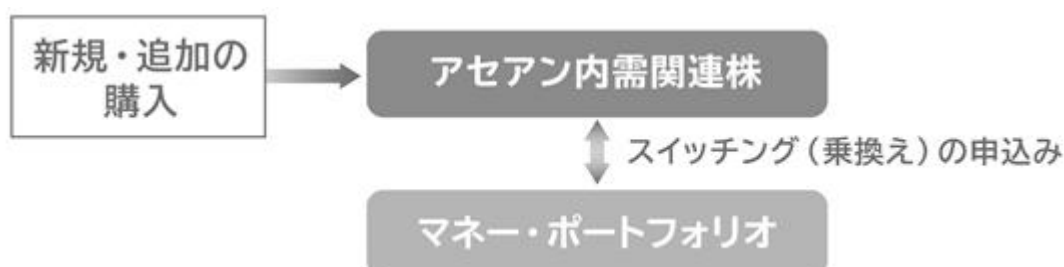 新規・追加の
購入
アセアン内需関連株
スイッチング(乗換え)の申込み
マネー・ポートフォリオ